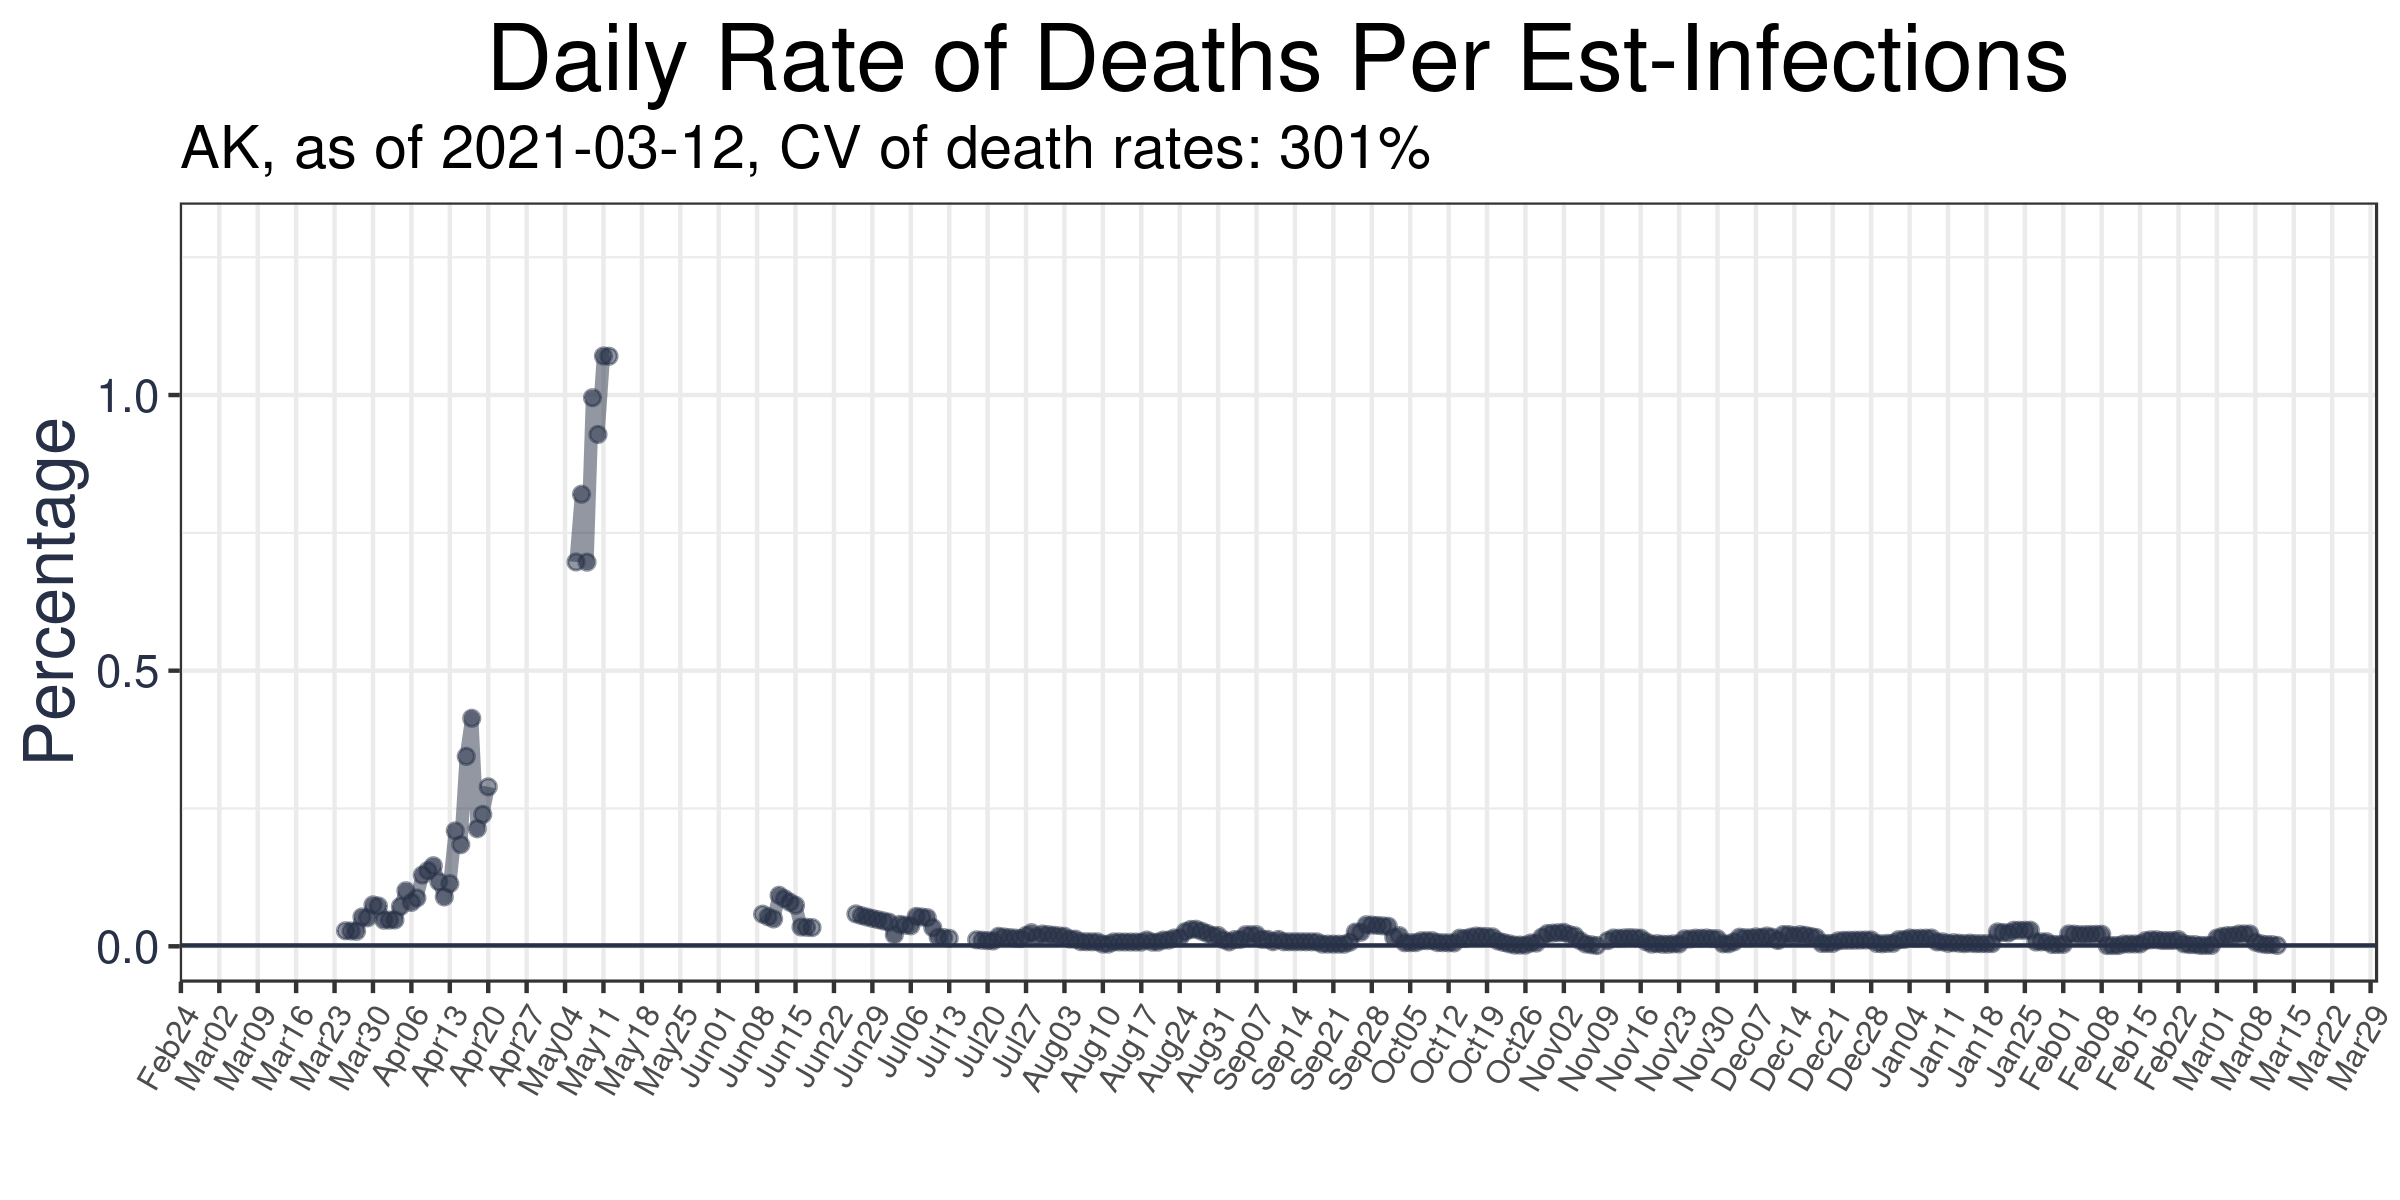 Daily Rate of Deaths Per Est-Infections
AK, as of 2021-03-12, CV of death rates: 301%
Percentage
1.0
0.5
0.0
Feb24
Mar02
Mar09
Mar16
Mar23
Mar30
Apr06
Apr13
Apr20
Apr27
May04
May11
May18
May25
Jun01
Jun08
Jun15
Jun22
Jun29
Jul06
Jul13
Jul20
Jul27
Aug03
Aug10
Aug17
Aug24
Aug31
Sep07
Sep14
Sep21
Sep28
Oct05
Oct12
Oct19
Oct26
Nov02
Nov09
Nov16
Nov23
Nov30
Dec07
Dec14
Dec21
Dec28
Jan04
Jan11
Jan18
Jan25
Feb01
Feb08
Feb15
Feb22
Mar01
Mar08
Mar15
Mar22
Mar29